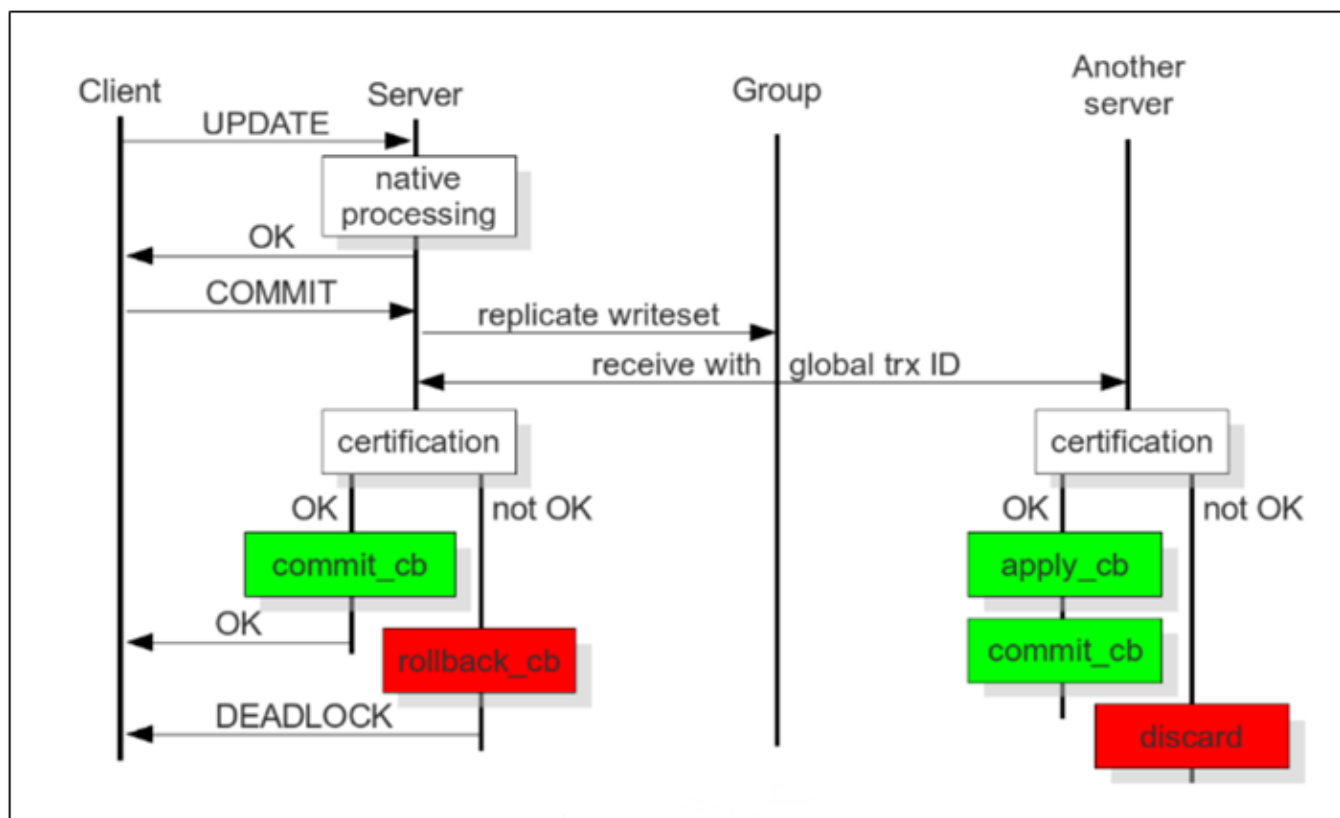 Client
Server
Group
Another
server
UPDATE
native
processing
OK
COMMIT
replicate writeset
receive with global trx ID
certification
certification
OK
not OK
OK
not OK
commit_cb
apply_cb
OK
rollback_cb
commit_cb
DEADLOCK
discard